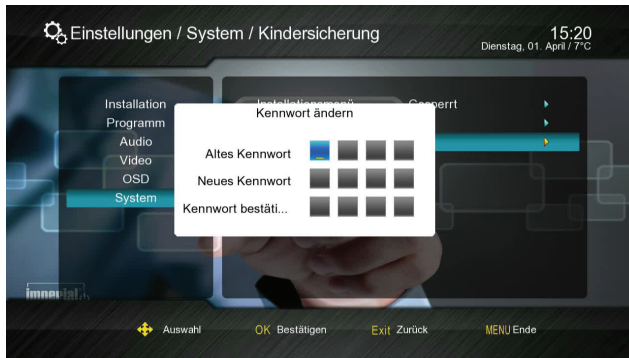 Einstellungen / System / Kindersicherung
15:20
Dienstag, 01. April / 7°C
Installation
Programm
Audio
Video
OSD
System
Installationsmenü Gesperrt
Kennwort ändern
Altes Kennwort
Neues Kennwort
Kennwort bestäti...
imperial
Auswahl
OK Bestätigen
Exit Zurück
MENU Ende